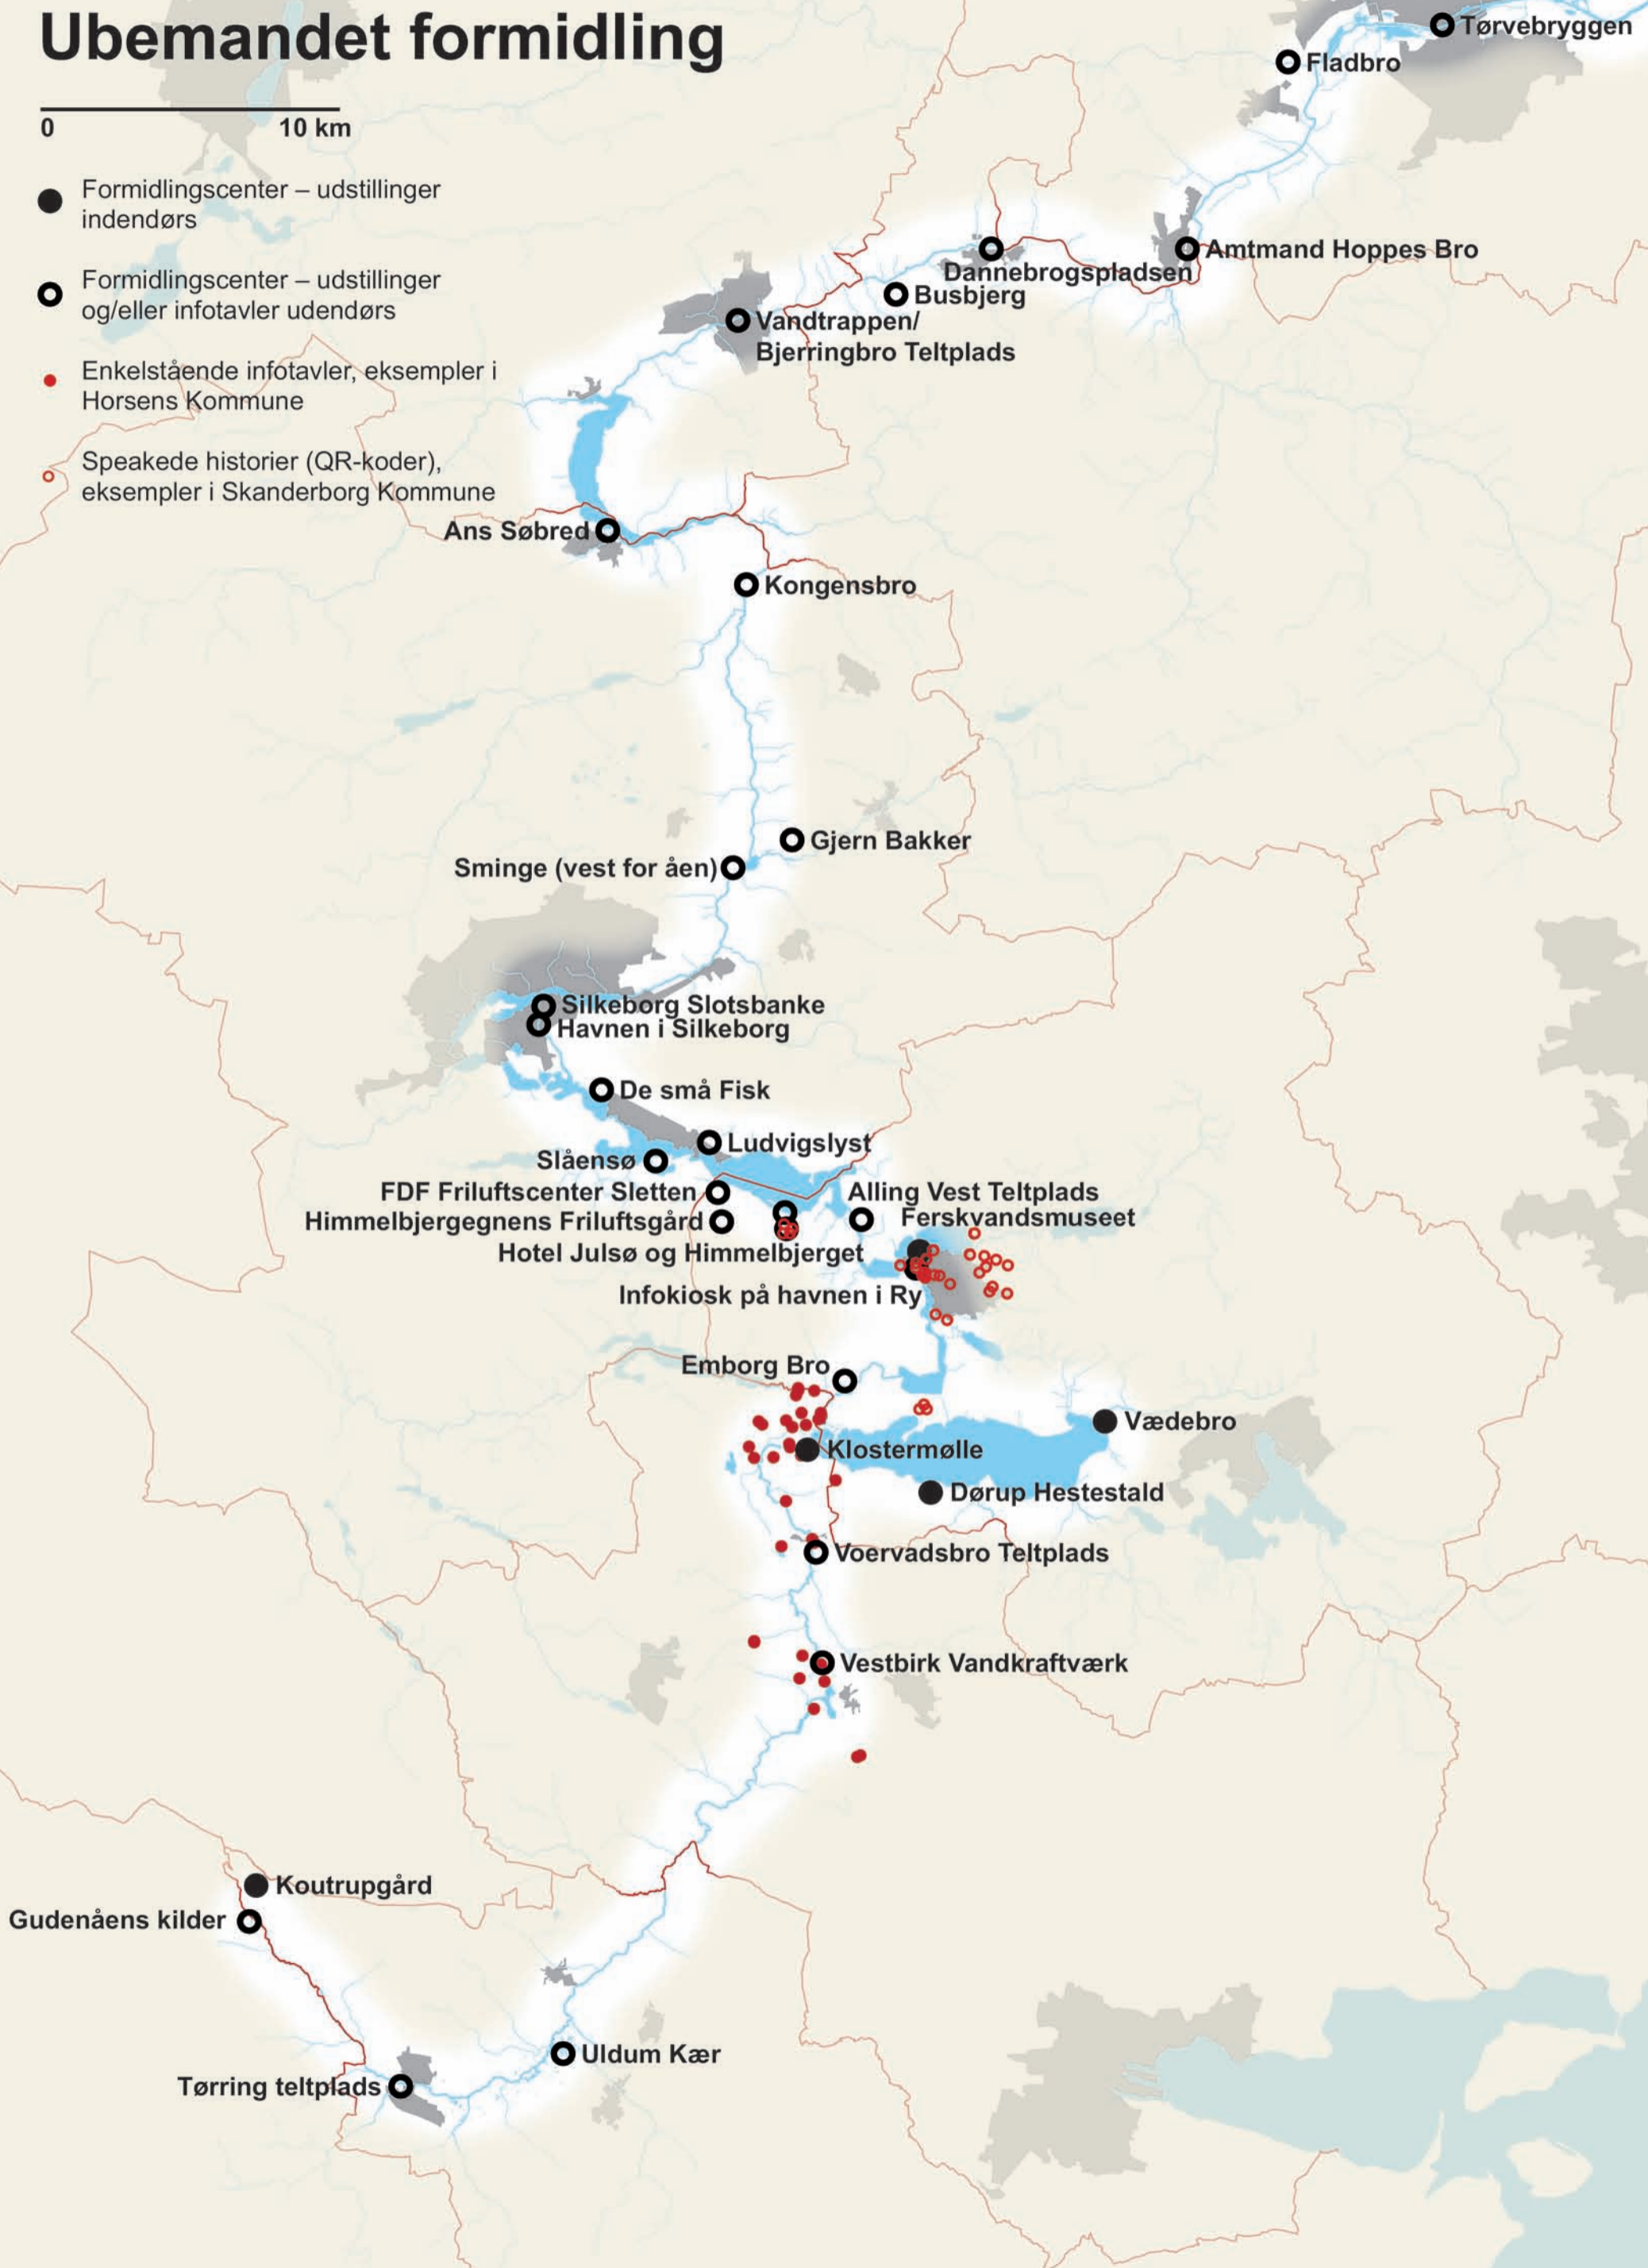 Ubemandet formidling
0 10 km
Formidlingscenter – udstillinger
indendørs
Formidlingscenter – udstillinger
og/eller infotavler udendørs
Enkelstående infotavler, eksempler i
Horsens Kommune
Speakede historier (QR-koder),
eksempler i Skanderborg Kommune
Tørvebryggen
Fladbro
Amtmand Hoppes Bro
Dannebrogspladsen
Busbjerg
Vandtrappen/
Bjerringbro Teltplads
Ans Søbred
Kongensbro
Gjern Bakker
Sminge (vest for åen)
Silkeborg Slotsbanke
Havnen i Silkeborg
De små Fisk
Ludvigslyst
Slåensø
FDF Friluftscenter Sletten
Alling Vest Teltplads
Himmelbjergegnens Friluftsgård
Ferskvandsmuseet
Hotel Julsø og Himmelbjerget
Infokiosk på havnen i Ry
Emborg Bro
Vædebro
Klostermølle
Dørup Hestestald
Voervadsbro Teltplads
Vestbirk Vandkraftværk
Koutrupgård
Gudenåens kilder
Uldum Kær
Tørring teltplads